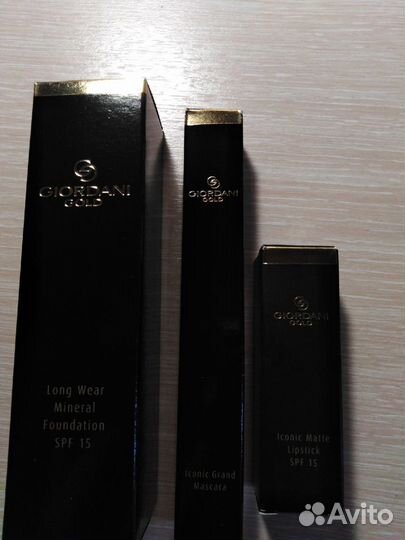 GIORDANI
GOLD
Long Wear
Mineral
Foundation
SPF 15
GIORDANI
GOLD
Iconic Grand
Mascara
GIORDANI
GOLD
Iconic Matte
Lipstick
SPF 15
Avito